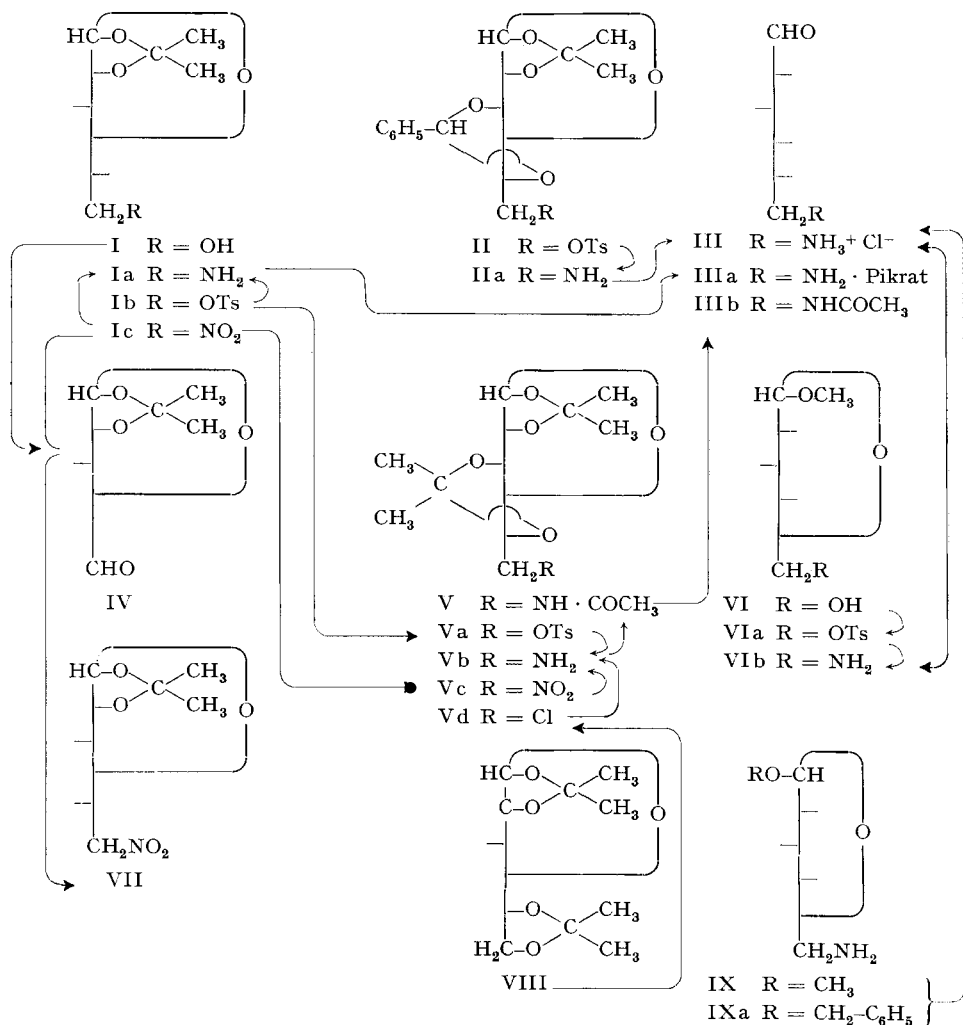 HC–O CH₃
C
O CH₃
O
CH₂R
I R = OH
Ia R = NH₂
Ib R = OTs
Ic R = NO₂
HC–O CH₃
C
O CH₃
O
O
C₆H₅–CH
O
CH₂R
II R = OTs
IIa R = NH₂
CHO
CH₂R
III R = NH₃⁺ Cl⁻
IIIa R = NH₂ · Pikrat
IIIb R = NHCOCH₃
HC–O CH₃
C
O CH₃
O
CHO
IV
HC–O CH₃
C
O CH₃
O
CH₃ O
C
CH₃
O
CH₂R
V R = NH · COCH₃
Va R = OTs
Vb R = NH₂
Vc R = NO₂
Vd R = Cl
HC–OCH₃
O
CH₂R
VI R = OH
VIa R = OTs
VIb R = NH₂
HC–O CH₃
C
O CH₃
O
CH₂NO₂
VII
HC–O CH₃
C
C–O CH₃
O
O CH₃
C
H₂C–O CH₃
VIII
RO–CH
O
CH₂NH₂
IX R = CH₃
IXa R = CH₂–C₆H₅